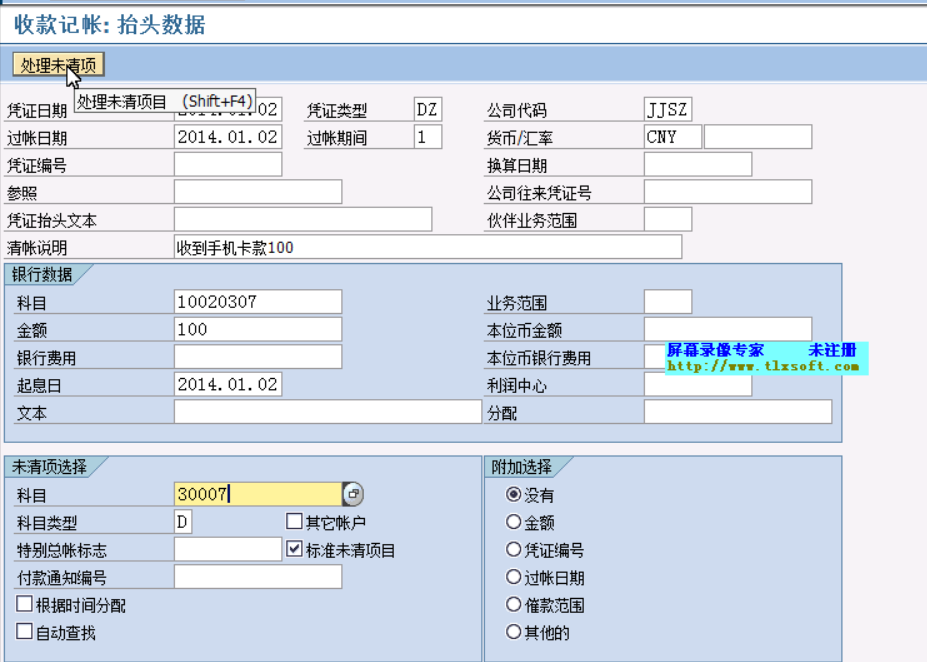 收款记帐: 抬头数据
处理未清项
处理未清项目 (Shift+F4)
凭证日期 凭证类型 DZ 公司代码 JJSZ
过帐日期 2014.01.02 过帐期间 1 货币/汇率 CNY
凭证编号 换算日期
参照 公司往来凭证号
凭证抬头文本 伙伴业务范围
清帐说明 收到手机卡款100
银行数据
科目 10020307 业务范围
金额 100 本位币金额
银行费用 本位币银行费用
屏幕录像专家 未注册
http://www.tlxsoft.com
起息日 2014.01.02 利润中心
文本 分配
未清项选择 附加选择
科目 30007 没有
科目类型 D 其它帐户 金额
特别总帐标志 标准未清项目 凭证编号
付款通知编号 过帐日期
根据时间分配 催款范围
自动查找 其他的